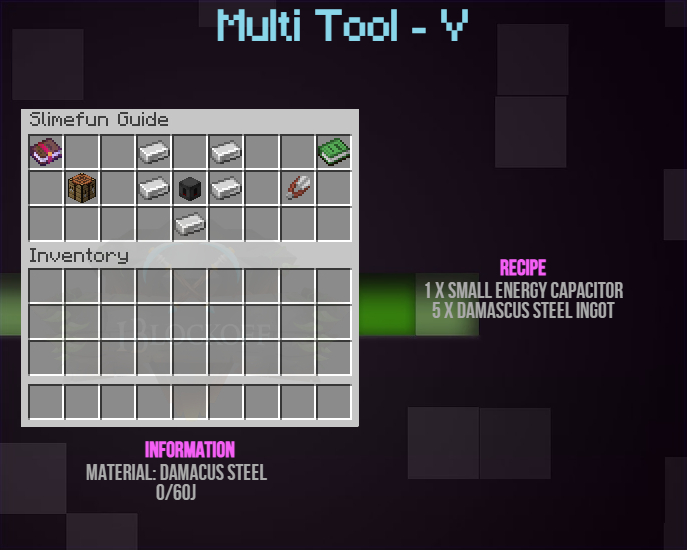 Multi Tool - V
Slimefun Guide
Inventory
IBLOCKOFF
RECIPE
1 X SMALL ENERGY CAPACITOR
5 X DAMASCUS STEEL INGOT
INFORMATION
MATERIAL: DAMACUS STEEL
0/60J